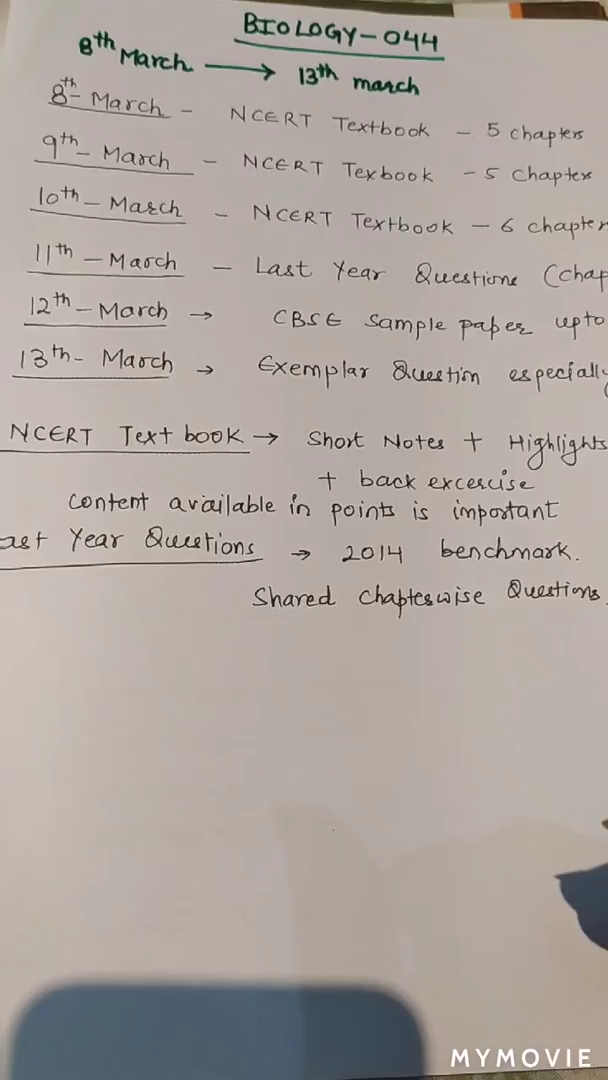 BIOLOGY-044
8th March → 13th march
8th - March - NCERT Textbook - 5 chapters
9th - March - NCERT Texbook - 5 Chapters
10th - March - NCERT Textbook - 6 chapter
11th - March - Last Year Questions (chap
12th - March → CBSE Sample paper upto
13th - March → Exemplar Question especially
NCERT Text book → Short Notes + Highlights
+ back excercise
Content available in points is important
ast Year Questions → 2014 benchmark.
Shared Chapterwise Questions.
MYMOVIE